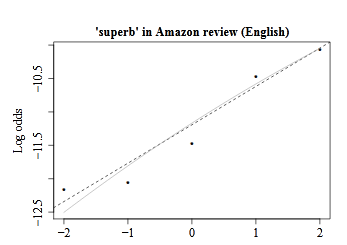 'superb' in Amazon review (English)
Log odds
−10.5
−11.5
−12.5
−2 −1 0 1 2